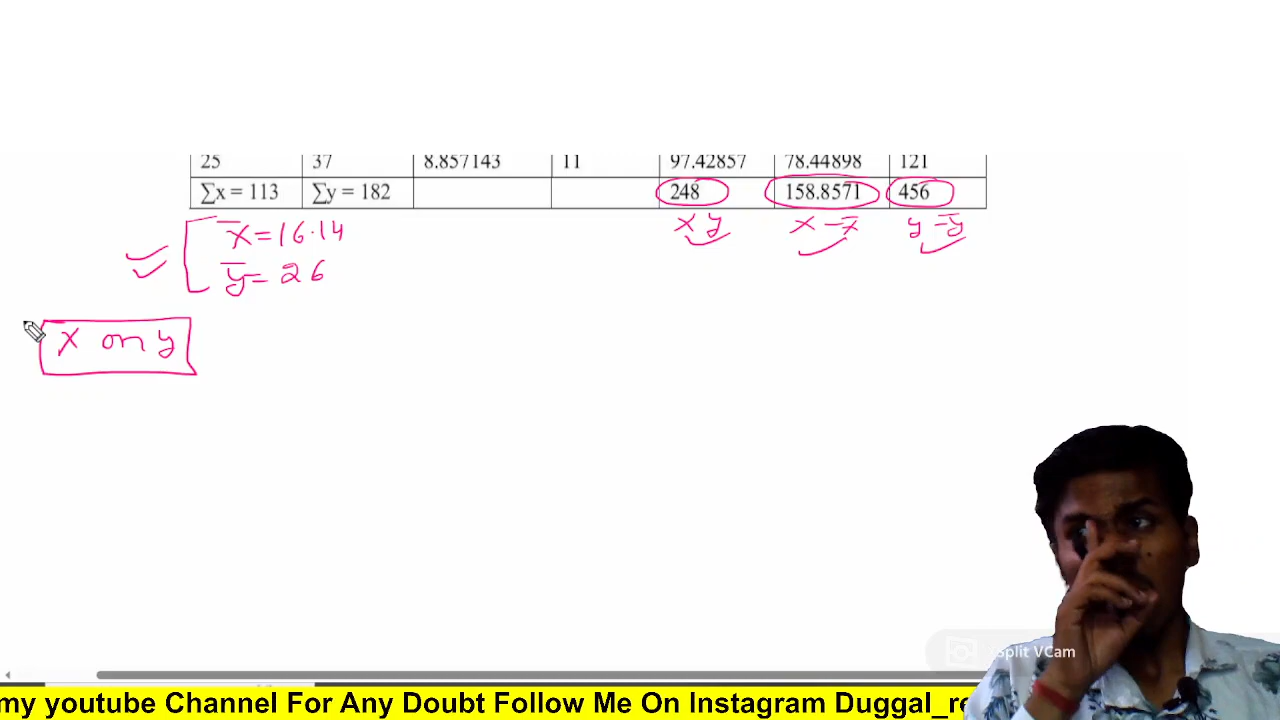 25 37 8.857143 11 97.42857 78.44898 121
∑x = 113 ∑y = 182 248 158.8571 456
x y x - x̅ y = y̅
x̅ = 16.14
y̅ = 26
x on y
Split VCam
my youtube Channel For Any Doubt Follow Me On Instagram Duggal_re